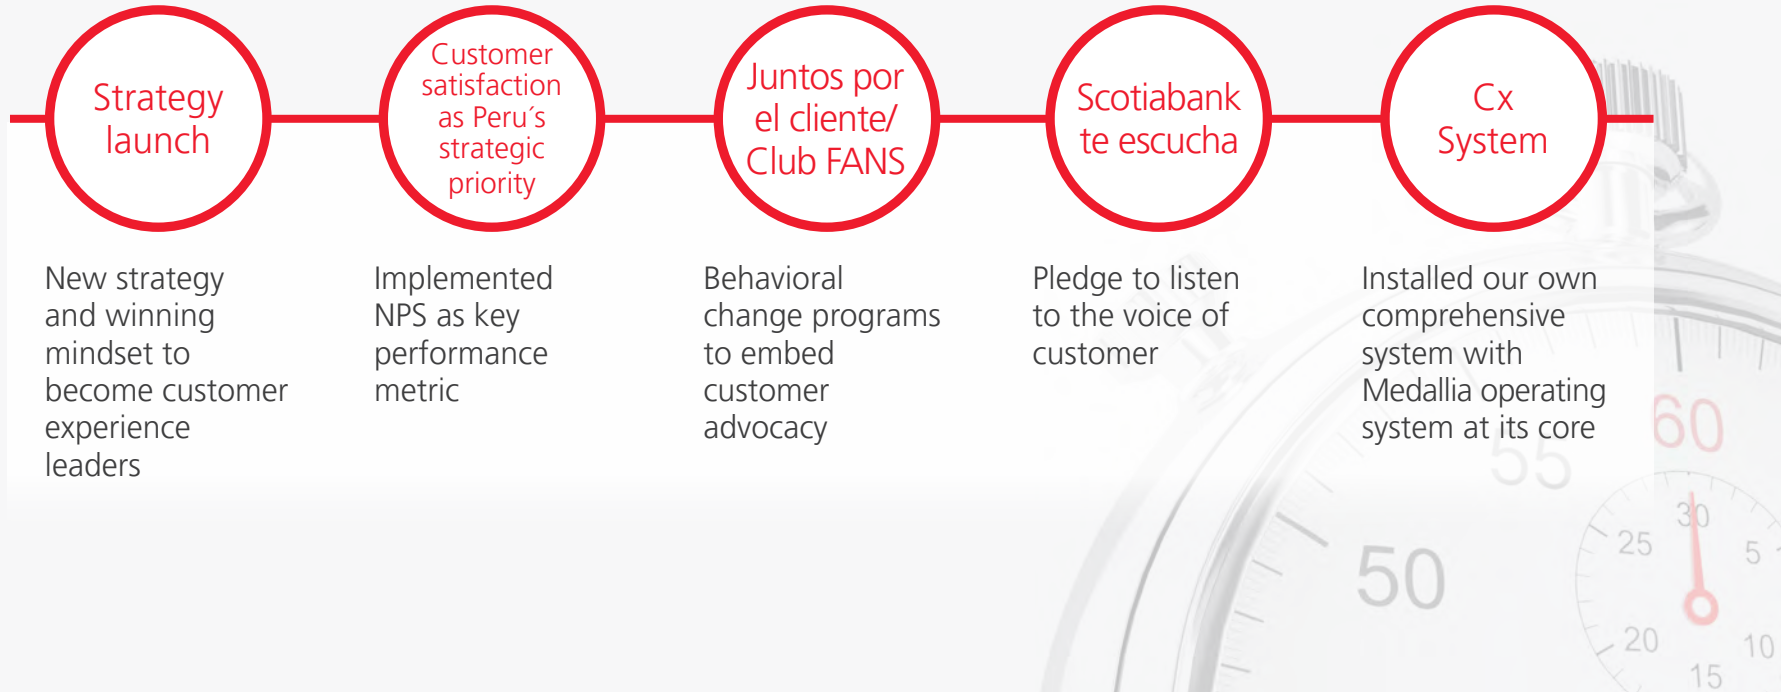 Strategy
launch
Customer
satisfaction
as Peru´s
strategic
priority
Juntos por
el cliente/
Club FANS
Scotiabank
te escucha
Cx
System
New strategy
and winning
mindset to
become customer
experience
leaders
Implemented
NPS as key
performance
metric
Behavioral
change programs
to embed
customer
advocacy
Pledge to listen
to the voice of
customer
Installed our own
comprehensive
system with
Medallia operating
system at its core
60
55
50
30
25
5
20
10
15